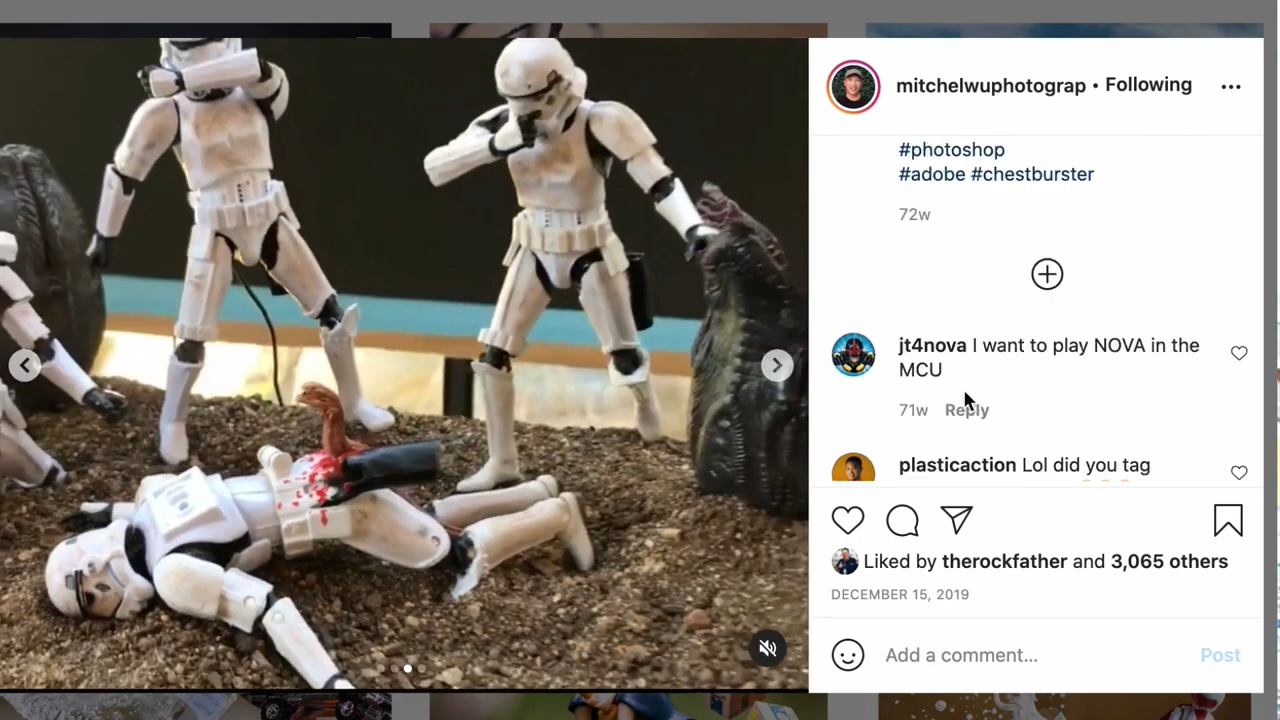 mitchelwuphotograp • Following
#photoshop
#adobe #chestburster
72w
jt4nova I want to play NOVA in the
MCU
71w Reply
plasticaction Lol did you tag
Liked by therockfather and 3,065 others
DECEMBER 15, 2019
Add a comment... Post